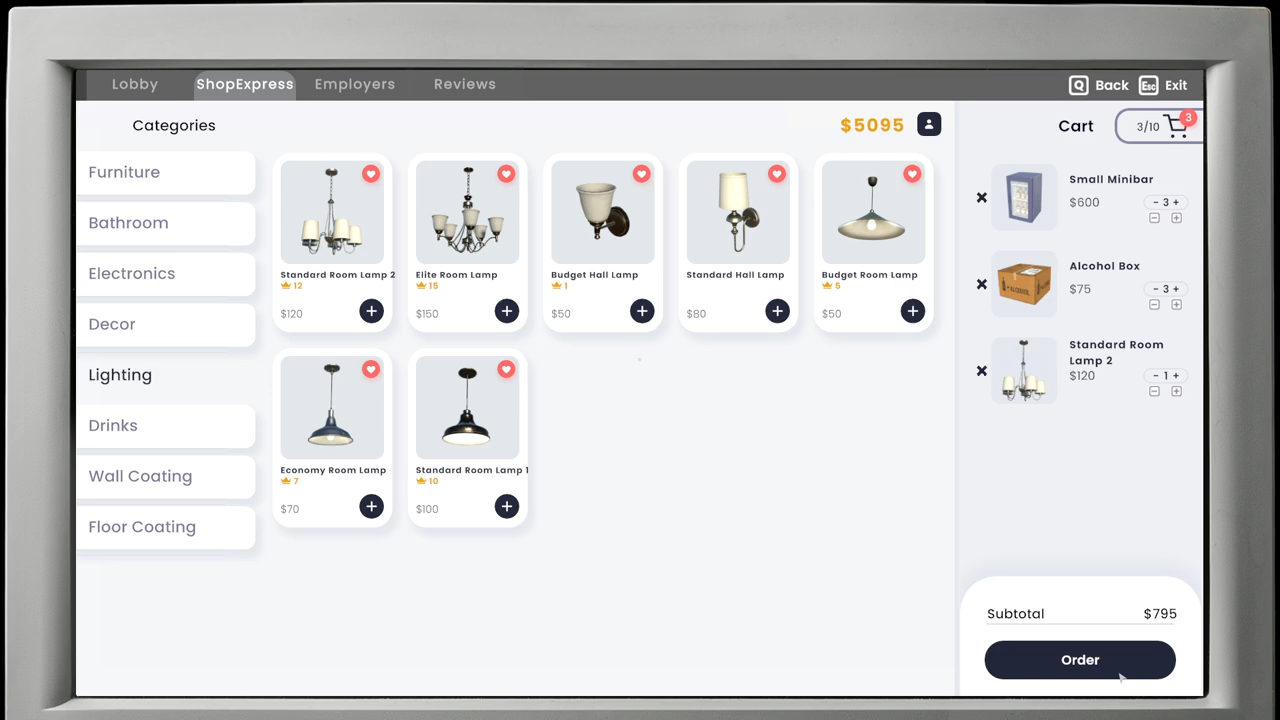 Lobby
ShopExpress
Employers
Reviews
Q Back
Esc Exit
Categories
$5095
Cart
3/10
3
Furniture
Bathroom
Electronics
Decor
Lighting
Drinks
Wall Coating
Floor Coating
Standard Room Lamp 2
12
$120
Elite Room Lamp
15
$150
Budget Hall Lamp
1
$50
Standard Hall Lamp
$80
Budget Room Lamp
5
$50
Economy Room Lamp
7
$70
Standard Room Lamp 1
10
$100
Small Minibar
$600
- 3 +
Alcohol Box
$75
- 3 +
ALCOHOL
Standard Room
Lamp 2
$120
- 1 +
Subtotal
$795
Order